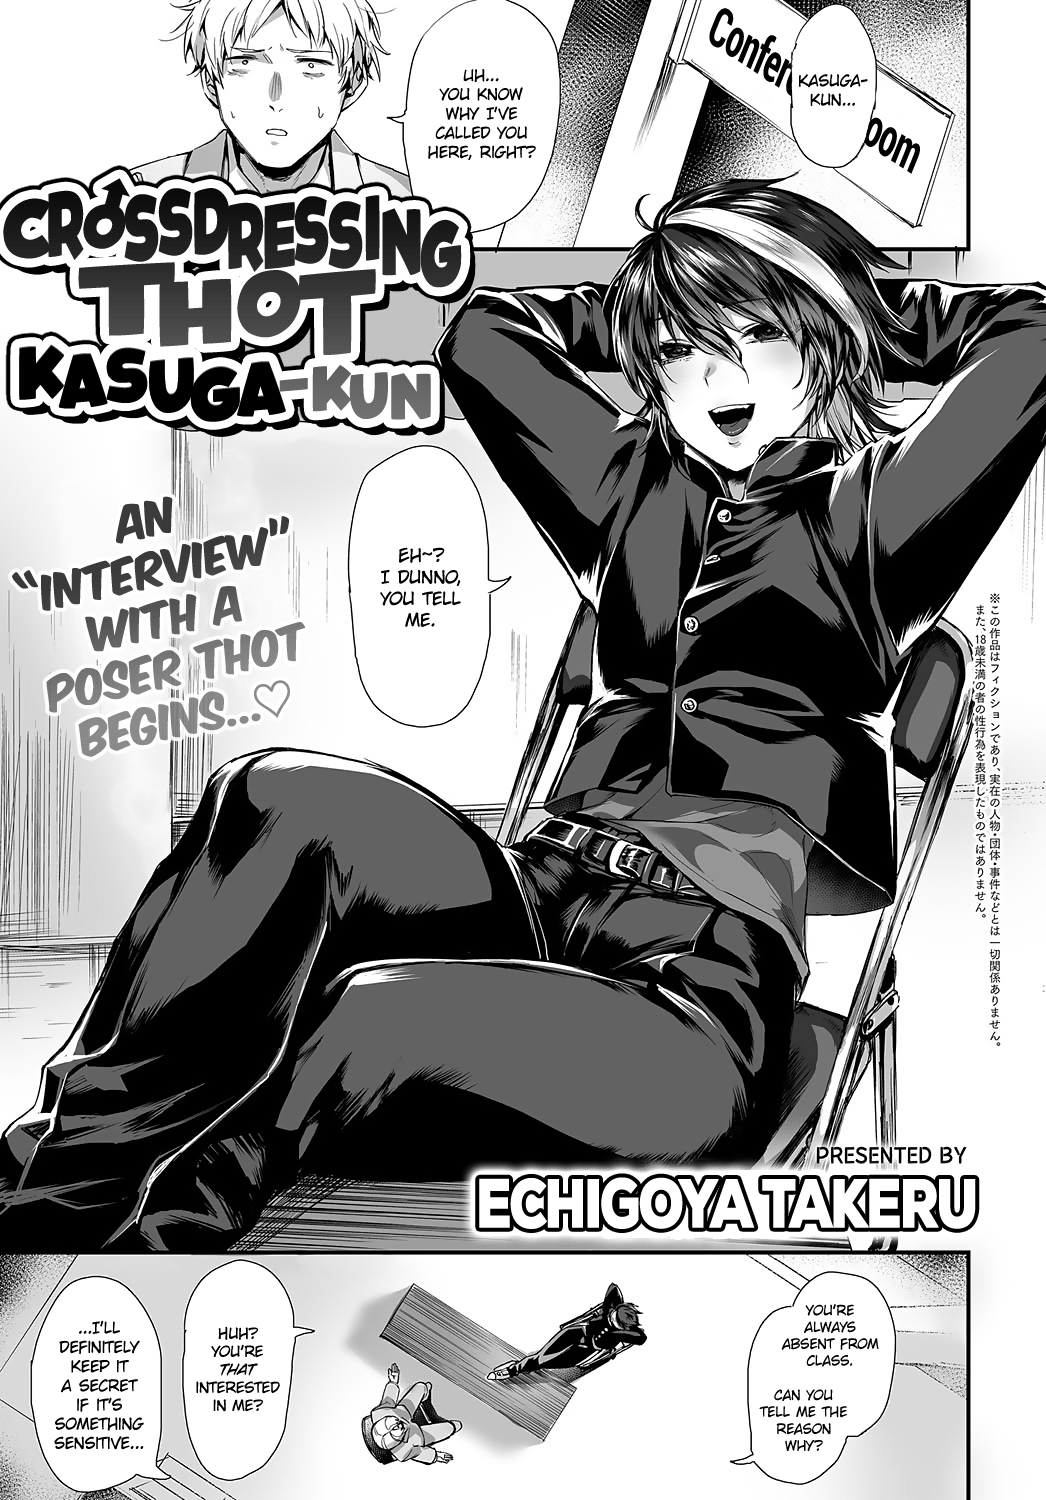 Confere
oom
KASUGA-
KUN...
UH...
YOU KNOW
WHY I'VE
CALLED YOU
HERE, RIGHT?
CROSSDRESSING
THOT
KASUGA-KUN
AN
"INTERVIEW"
WITH A
POSER THOT
BEGINS...♡
EH~?
I DUNNO,
YOU TELL
ME.
※この作品はフィクションであり、実在の人物・団体・事件などとは一切関係ありません。
また、18歳未満の者の性行為を表現したものではありません。
PRESENTED BY
ECHIGOYA TAKERU
YOU'RE
ALWAYS
ABSENT FROM
CLASS.
CAN YOU
TELL ME THE
REASON
WHY?
HUH?
YOU'RE
THAT
INTERESTED
IN ME?
...I'LL
DEFINITELY
KEEP IT
A SECRET
IF IT'S
SOMETHING
SENSITIVE...